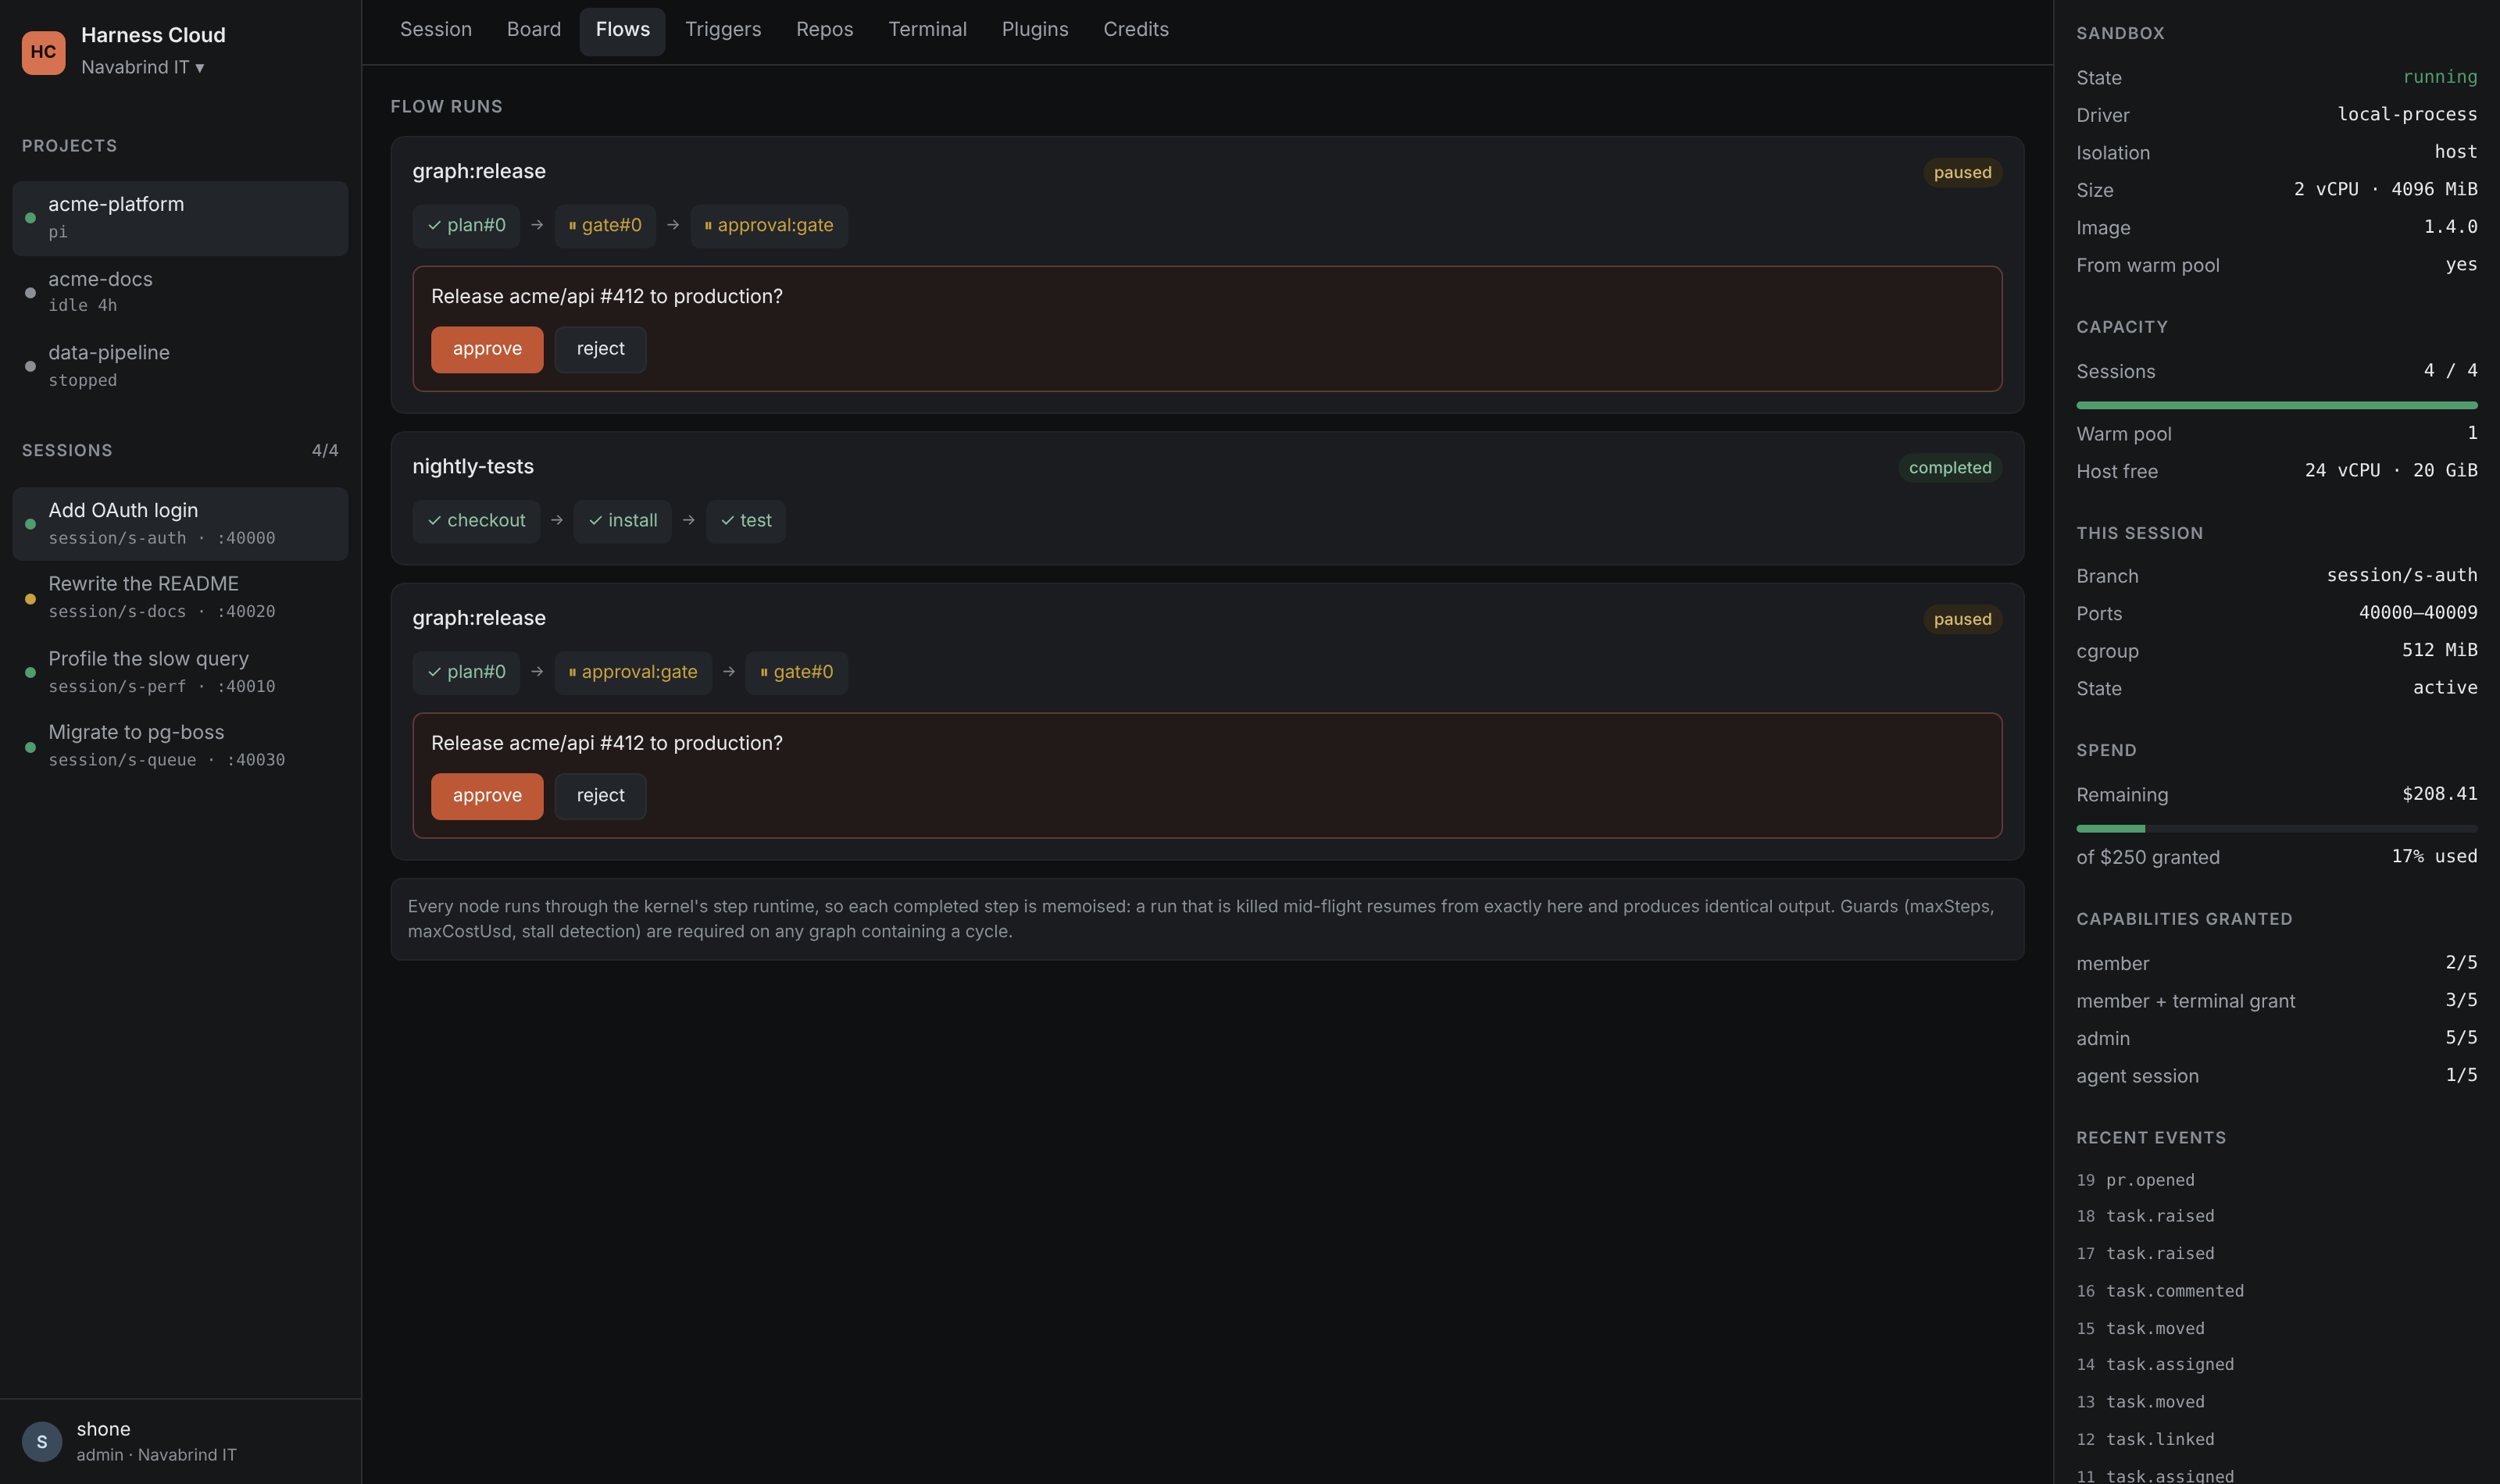 HC
Harness Cloud
Navabrind IT ▾
PROJECTS
acme-platform
pi
acme-docs
idle 4h
data-pipeline
stopped
SESSIONS 4/4
Add OAuth login
session/s-auth · :40000
Rewrite the README
session/s-docs · :40020
Profile the slow query
session/s-perf · :40010
Migrate to pg-boss
session/s-queue · :40030
S
shone
admin · Navabrind IT
Session Board Flows Triggers Repos Terminal Plugins Credits
FLOW RUNS
graph:release paused
✓ plan#0 → ⏸ gate#0 → ⏸ approval:gate
Release acme/api #412 to production?
approve reject
nightly-tests completed
✓ checkout → ✓ install → ✓ test
graph:release paused
✓ plan#0 → ⏸ approval:gate → ⏸ gate#0
Release acme/api #412 to production?
approve reject
Every node runs through the kernel's step runtime, so each completed step is memoised: a run that is killed mid-flight resumes from exactly here and produces identical output. Guards (maxSteps,
maxCostUsd, stall detection) are required on any graph containing a cycle.
SANDBOX
State running
Driver local-process
Isolation host
Size 2 vCPU · 4096 MiB
Image 1.4.0
From warm pool yes
CAPACITY
Sessions 4 / 4
Warm pool 1
Host free 24 vCPU · 20 GiB
THIS SESSION
Branch session/s-auth
Ports 40000–40009
cgroup 512 MiB
State active
SPEND
Remaining $208.41
of $250 granted 17% used
CAPABILITIES GRANTED
member 2/5
member + terminal grant 3/5
admin 5/5
agent session 1/5
RECENT EVENTS
19 pr.opened
18 task.raised
17 task.raised
16 task.commented
15 task.moved
14 task.assigned
13 task.moved
12 task.linked
11 task.assigned